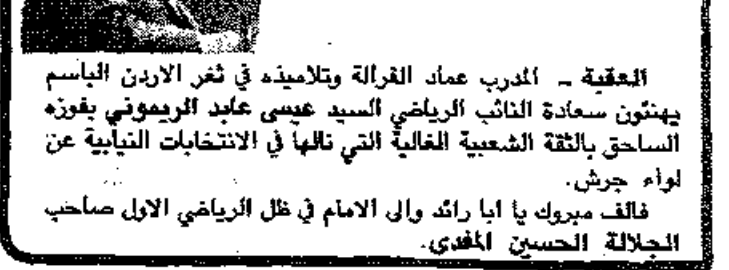 العقبة - المدرب عماد القرالة وتلاميذه في ثغر الاردن الباسم
يهنئون سعادة النائب الرياضي السيد عيسى عابد الريموني بفوزه
الساحق بالثقة الشعبية الغالية التي نالها في الانتخابات النيابية عن
لواء جرش.
فالف مبروك يا ابا رائد والى الامام في ظل الرياضي الاول صاحب
الجلالة الحسين المفدى.